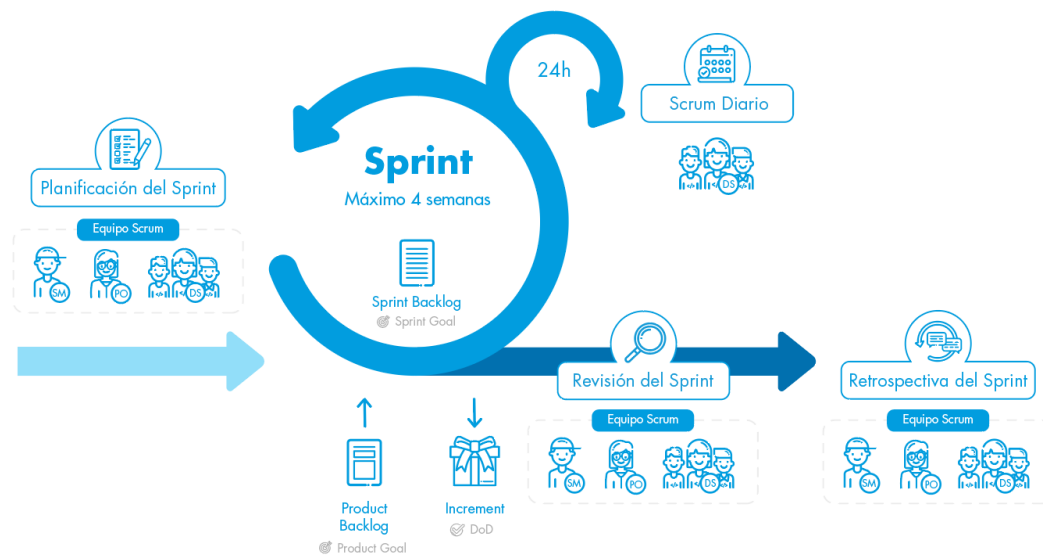 Planificación del Sprint
Equipo Scrum
SM
PO
DS
Sprint
Máximo 4 semanas
Sprint Backlog
Sprint Goal
24h
Scrum Diario
DS
Product
Backlog
Product Goal
Increment
DoD
Revisión del Sprint
Equipo Scrum
SM
PO
DS
Retrospectiva del Sprint
Equipo Scrum
SM
PO
DS